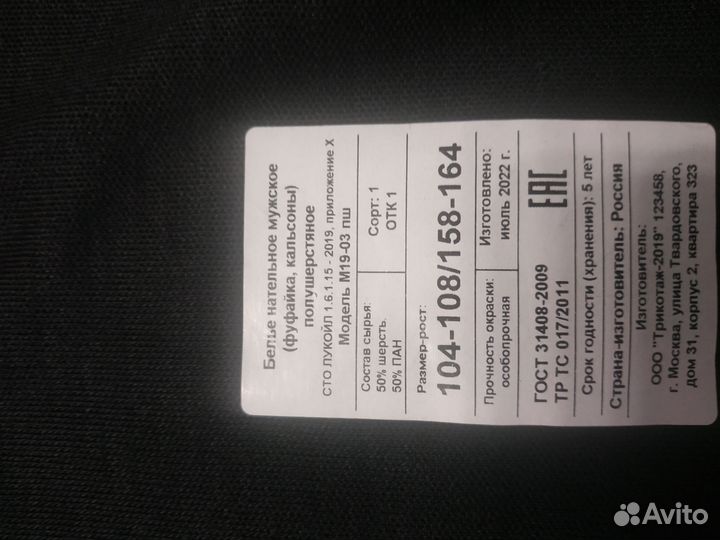 Белье нательное мужское
(фуфайка, кальсоны)
полушерстяное
СТО ЛУКОЙЛ 1.6.1.15 - 2019, приложение Х
Модель М19-03 пш
Состав сырья:
50% шерсть
50% ПАН
Сорт: 1
ОТК 1
Размер-рост:
104-108/158-164
Прочность окраски:
особопрочная
Изготовлено:
июль 2022 г.
ГОСТ 31408-2009
ТР ТС 017/2011
ЕАС
Срок годности (хранения): 5 лет
Страна-изготовитель: Россия
Изготовитель:
ООО "Трикотаж-2019" 123458,
г. Москва, улица Твардовского,
дом 31, корпус 2, квартира 323
Avito